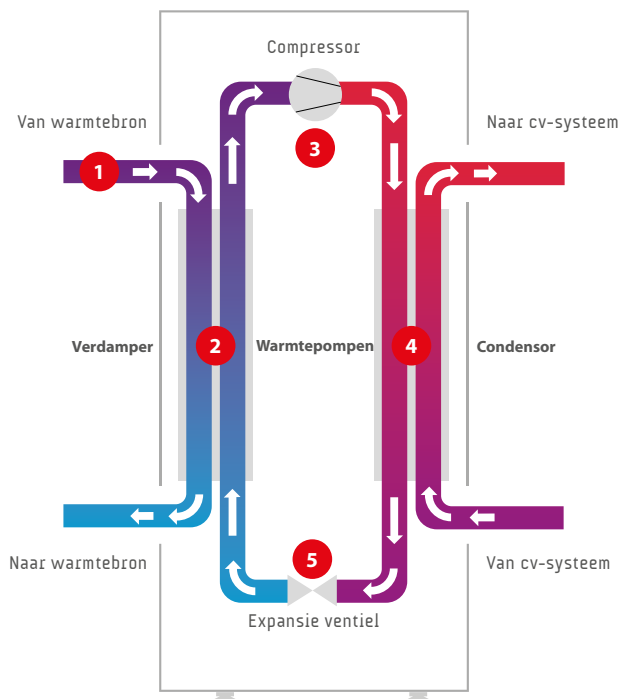 Compressor
Van warmtebron
Naar cv-systeem
1
3
Verdamper
2
Warmtepompen
4
Condensor
5
Naar warmtebron
Van cv-systeem
Expansie ventiel